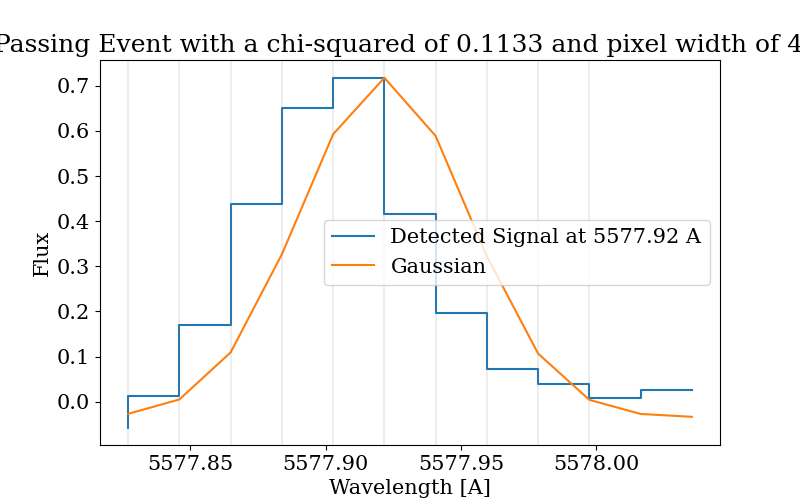 Passing Event with a chi-squared of 0.1133 and pixel width of 4
0.7
0.6
0.5
0.4
0.3
0.2
0.1
0.0
Flux
Detected Signal at 5577.92 A
Gaussian
5577.85 5577.90 5577.95 5578.00
Wavelength [A]